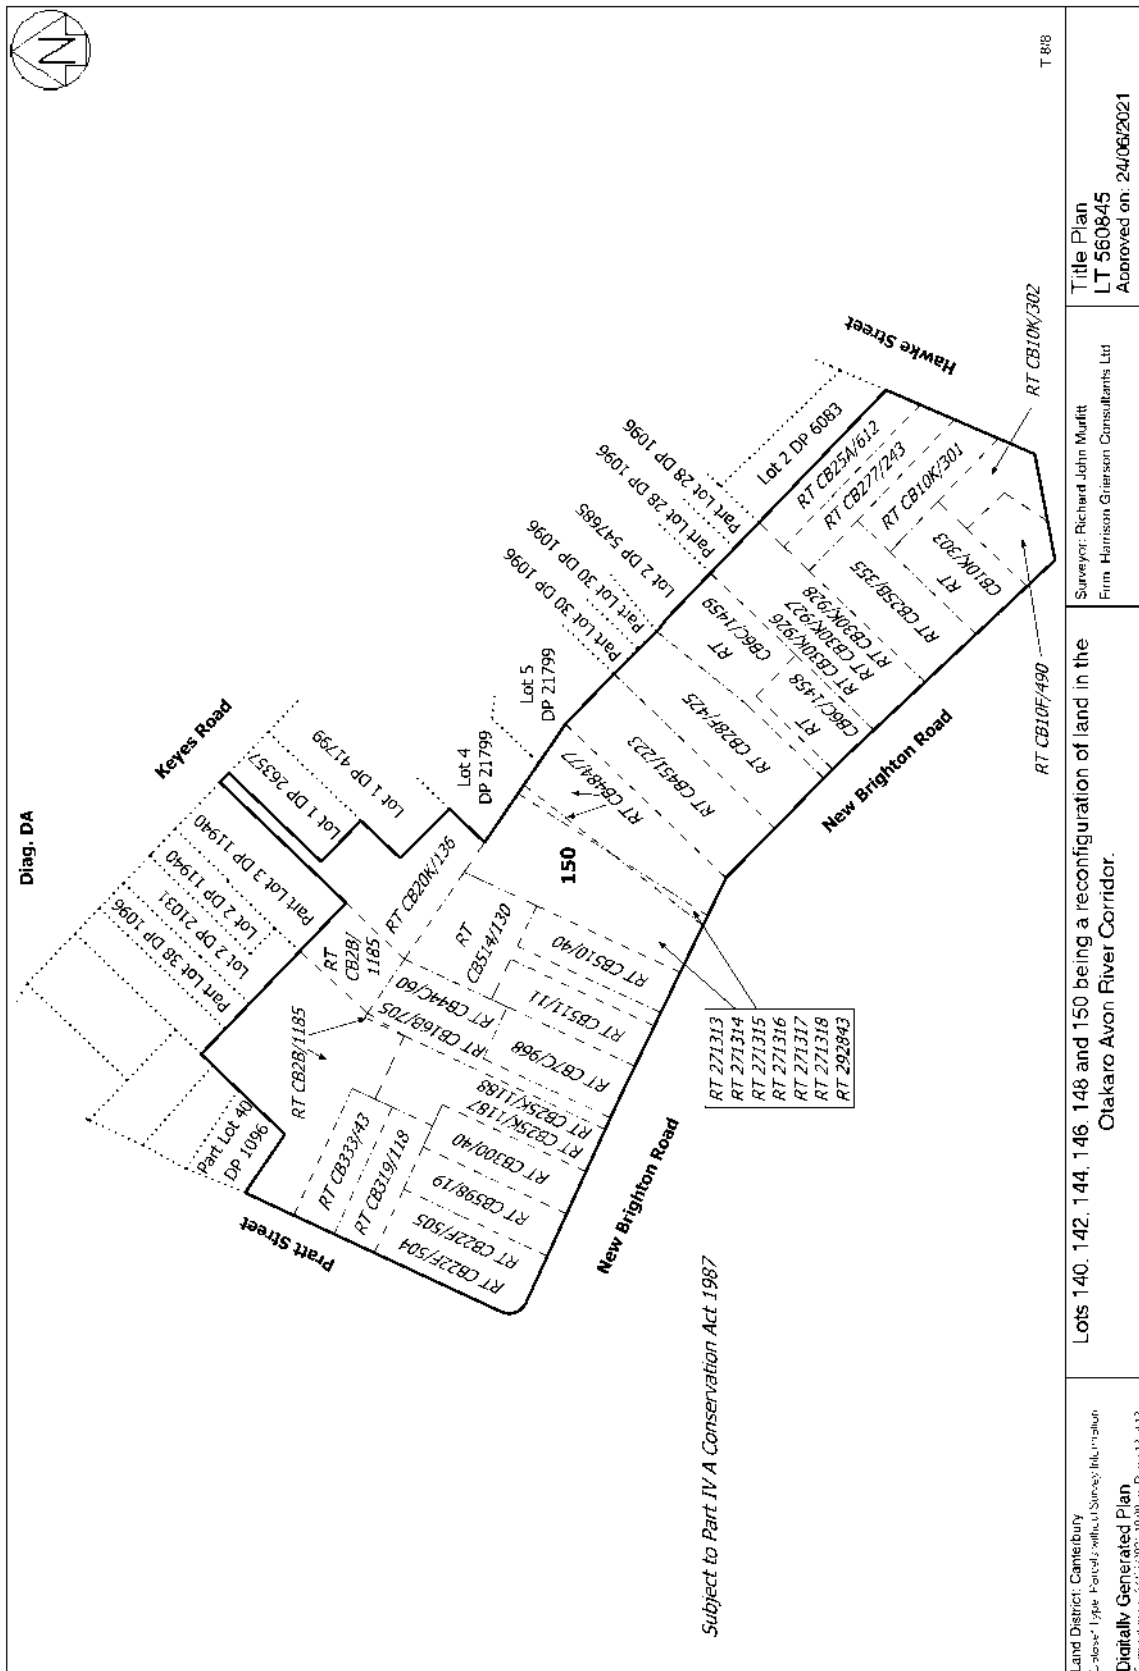 Diag. DA
N
T 8/8
Keyes Road
Hawke Street
Pratt Street
New Brighton Road
New Brighton Road
150
Part Lot 40
DP 1096
Part Lot 38 DP 1096
Lot 2 DP 21031
Lot 2 DP 11940
Part Lot 3 DP 11940
Lot 1 DP 26357
Lot 1 DP 41799
Lot 4
DP 21799
Lot 5
DP 21799
Part Lot 30 DP 1096
Part Lot 30 DP 1096
Lot 2 DP 547685
Part Lot 28 DP 1096
Part Lot 28 DP 1096
Lot 2 DP 6083
RT CB2B/1185
RT
CB2B/
1185
RT CB20K/136
RT CB333/43
RT CB319/118
RT CB22F/504
RT CB22F/505
RT CB598/19
RT CB300/40
RT CB25K/1187
RT CB25K/1188
RT CB16B/705
RT CB44C/60
RT CB7C/968
RT CB511/11
RT CB510/40
RT
CB514/130
RT CB484/77
RT CB451/223
RT CB28F/425
RT
CB6C/1459
RT
CB6C/1458
RT CB30K/926
RT CB30K/927
RT CB30K/928
RT CB25B/355
RT CB25A/612
RT CB277/243
RT CB10K/301
RT
CB10K/303
RT CB10K/302
RT CB10F/490
RT 271313
RT 271314
RT 271315
RT 271316
RT 271317
RT 271318
RT 292843
Subject to Part IV A Conservation Act 1987
Land District: Canterbury
Digitally Generated Plan
Lots 140, 142, 144, 146, 148 and 150 being a reconfiguration of land in the
Otakaro Avon River Corridor.
Surveyor: Richard John Murfitt
Firm: Harrison Grierson Consultants Ltd
Title Plan
LT 560845
Approved on: 24/06/2021